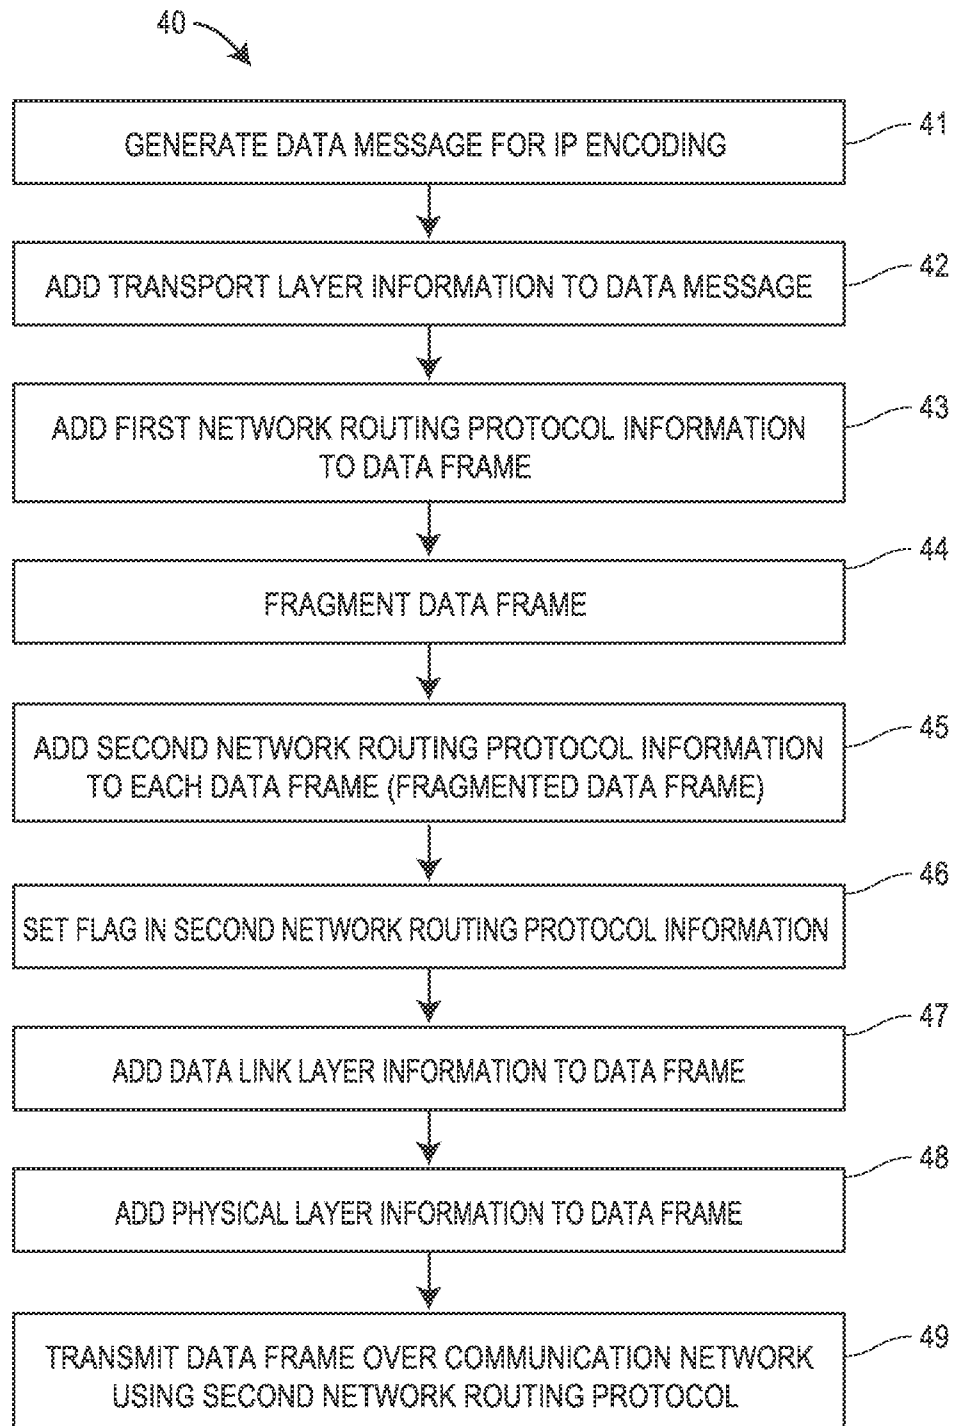 40
GENERATE DATA MESSAGE FOR IP ENCODING
41
ADD TRANSPORT LAYER INFORMATION TO DATA MESSAGE
42
ADD FIRST NETWORK ROUTING PROTOCOL INFORMATION
TO DATA FRAME
43
FRAGMENT DATA FRAME
44
ADD SECOND NETWORK ROUTING PROTOCOL INFORMATION
TO EACH DATA FRAME (FRAGMENTED DATA FRAME)
45
SET FLAG IN SECOND NETWORK ROUTING PROTOCOL INFORMATION
46
ADD DATA LINK LAYER INFORMATION TO DATA FRAME
47
ADD PHYSICAL LAYER INFORMATION TO DATA FRAME
48
TRANSMIT DATA FRAME OVER COMMUNICATION NETWORK
USING SECOND NETWORK ROUTING PROTOCOL
49